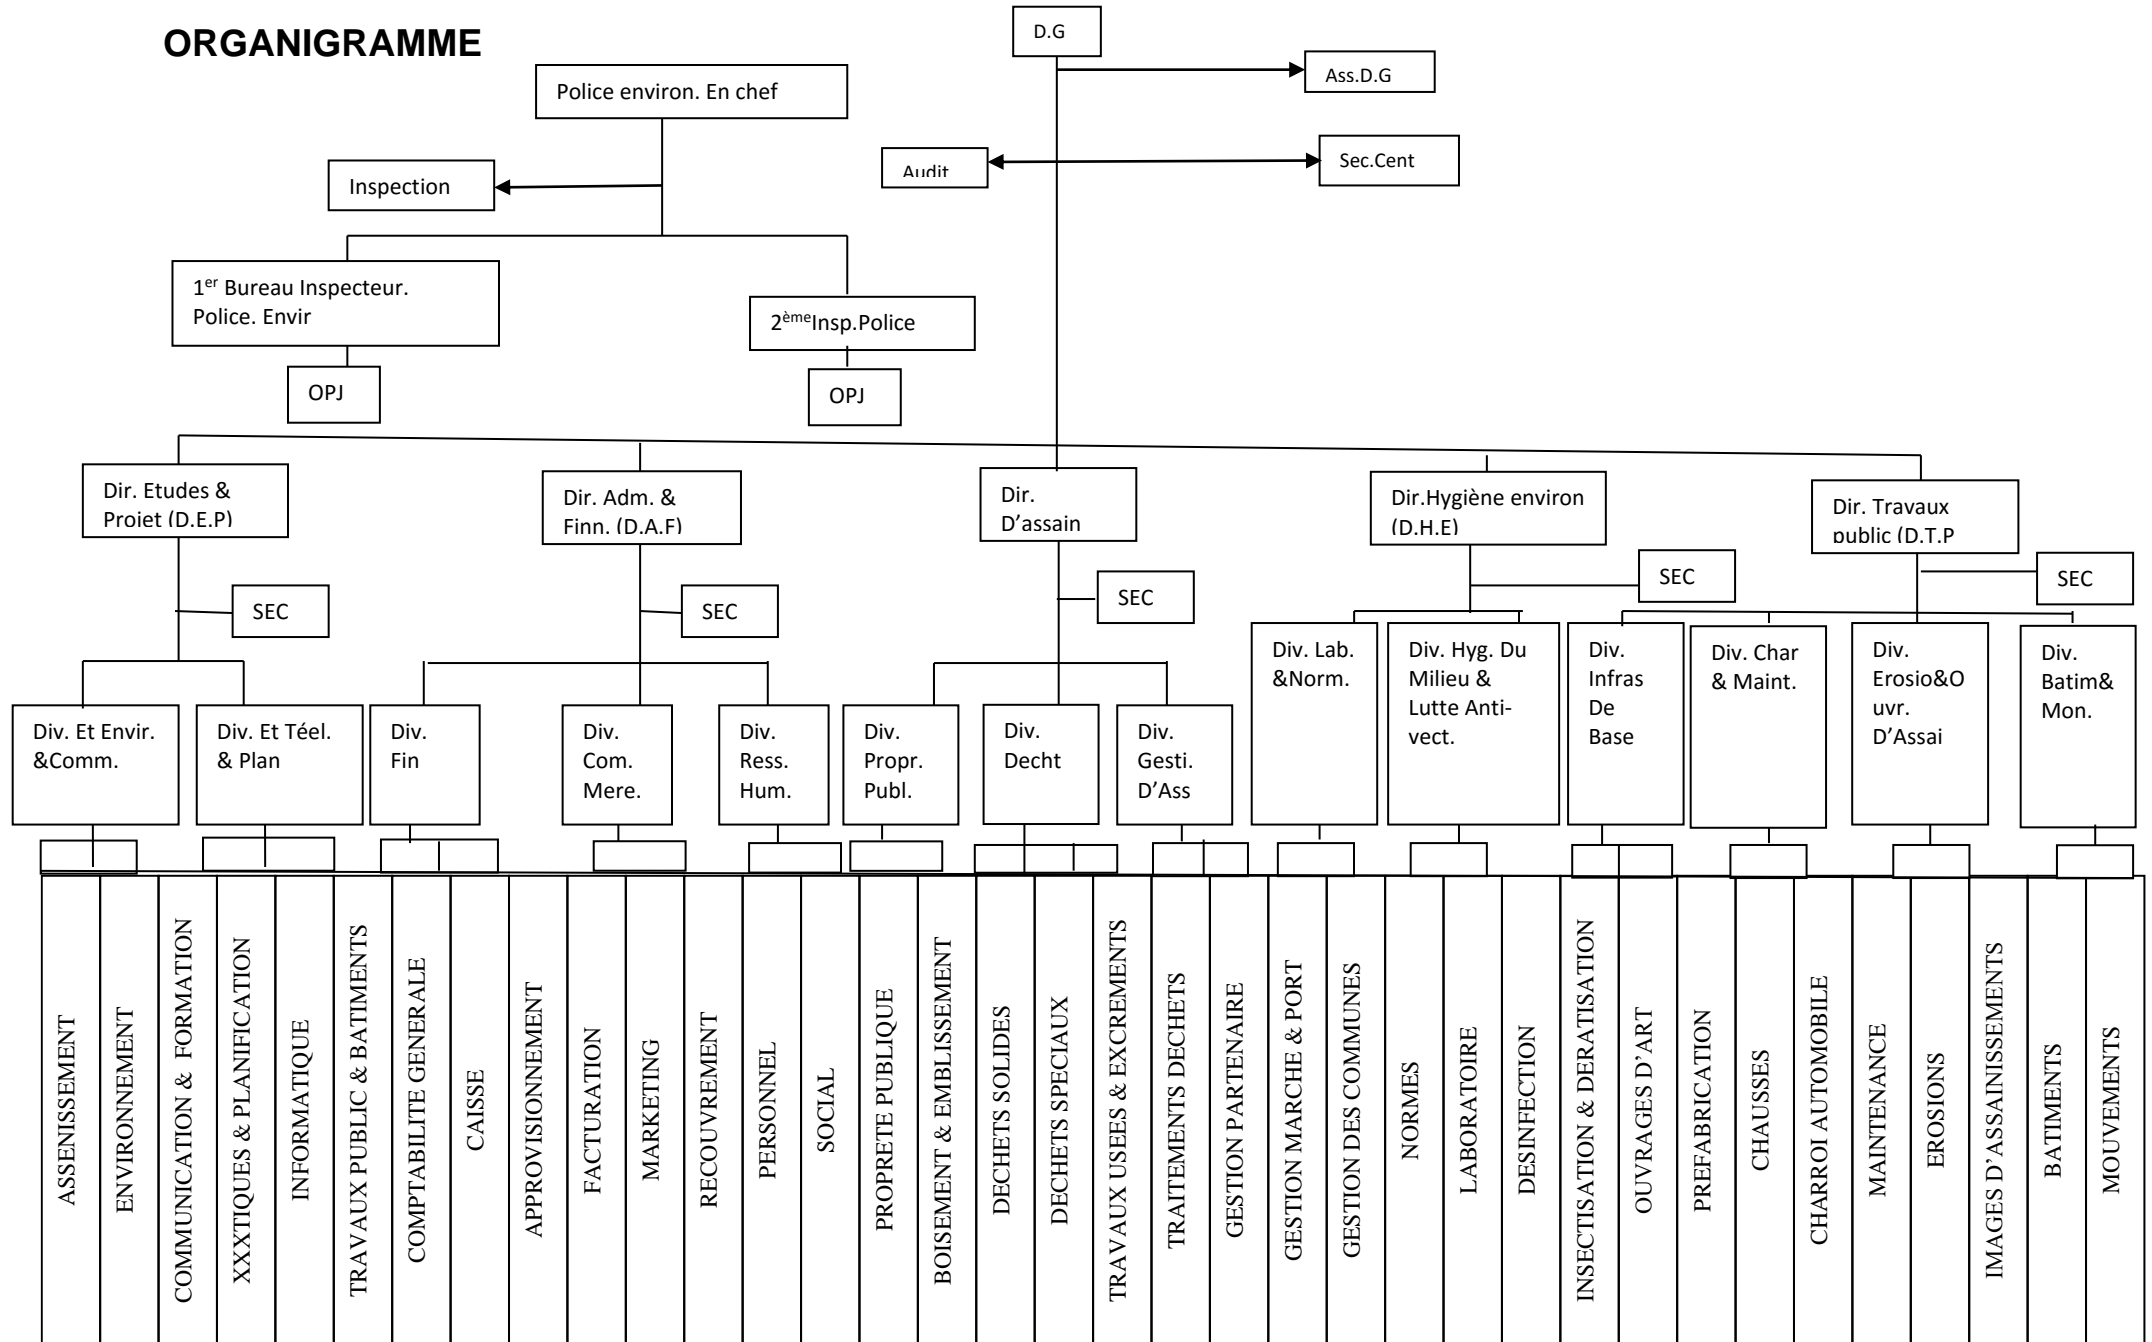 ORGANIGRAMME
D.G
Ass.D.G
Police environ. En chef
Audit
Sec.Cent
Inspection
1er Bureau Inspecteur.
Police. Envir
2èmeInsp.Police
OPJ
OPJ
Dir. Etudes &
Projet (D.E.P)
Dir. Adm. &
Finn. (D.A.F)
Dir.
D’assain
Dir.Hygiène environ
(D.H.E)
Dir. Travaux
public (D.T.P
SEC
SEC
SEC
SEC
SEC
Div. Et Envir.
&Comm.
Div. Et Téel.
& Plan
Div.
Fin
Div.
Com.
Mere.
Div.
Ress.
Hum.
Div.
Propr.
Publ.
Div.
Decht
Div.
Gesti.
D’Ass
Div. Lab.
&Norm.
Div. Hyg. Du
Milieu &
Lutte Anti-
vect.
Div.
Infras
De
Base
Div. Char
& Maint.
Div.
Erosio&O
uvr.
D’Assai
Div.
Batim&
Mon.
ASSENISSEMENT
ENVIRONNEMENT
COMMUNICATION & FORMATION
XXXTIQUES & PLANIFICATION
INFORMATIQUE
TRAVAUX PUBLIC & BATIMENTS
COMPTABILITE GENERALE
CAISSE
APPROVISIONNEMENT
FACTURATION
MARKETING
RECOUVREMENT
PERSONNEL
SOCIAL
PROPRETE PUBLIQUE
BOISEMENT & EMBLISSEMENT
DECHETS SOLIDES
DECHETS SPECIAUX
TRAVAUX USEES & EXCREMENTS
TRAITEMENTS DECHETS
GESTION PARTENAIRE
GESTION MARCHE & PORT
GESTION DES COMMUNES
NORMES
LABORATOIRE
DESINFECTION
INSECTISATION & DERATISATION
OUVRAGES D’ART
PREFABRICATION
CHAUSSES
CHARROI AUTOMOBILE
MAINTENANCE
EROSIONS
IMAGES D’ASSAINISSEMENTS
BATIMENTS
MOUVEMENTS